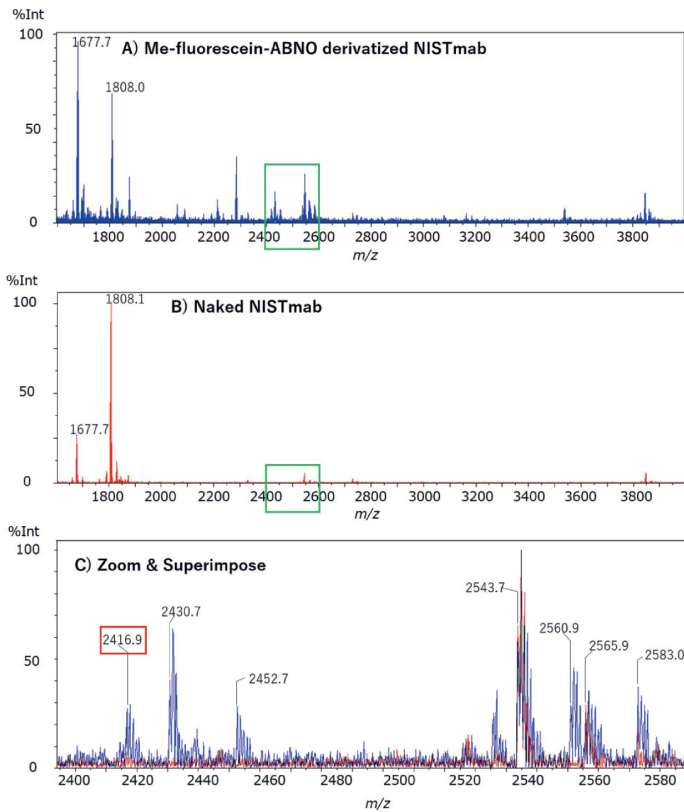 %Int
100
1677.7
A) Me-fluorescein-ABNO derivatized NISTmab
1808.0
50
0
1800 2000 2200 2400 2600 2800 3000 3200 3400 3600 3800
m/z
%Int
100
1808.1
B) Naked NISTmab
50
1677.7
0
1800 2000 2200 2400 2600 2800 3000 3200 3400 3600 3800
m/z
%Int
100
C) Zoom & Superimpose
2430.7
2543.7
2560.9
2416.9
2565.9
2583.0
50
2452.7
0
2400 2420 2440 2460 2480 2500 2520 2540 2560 2580
m/z